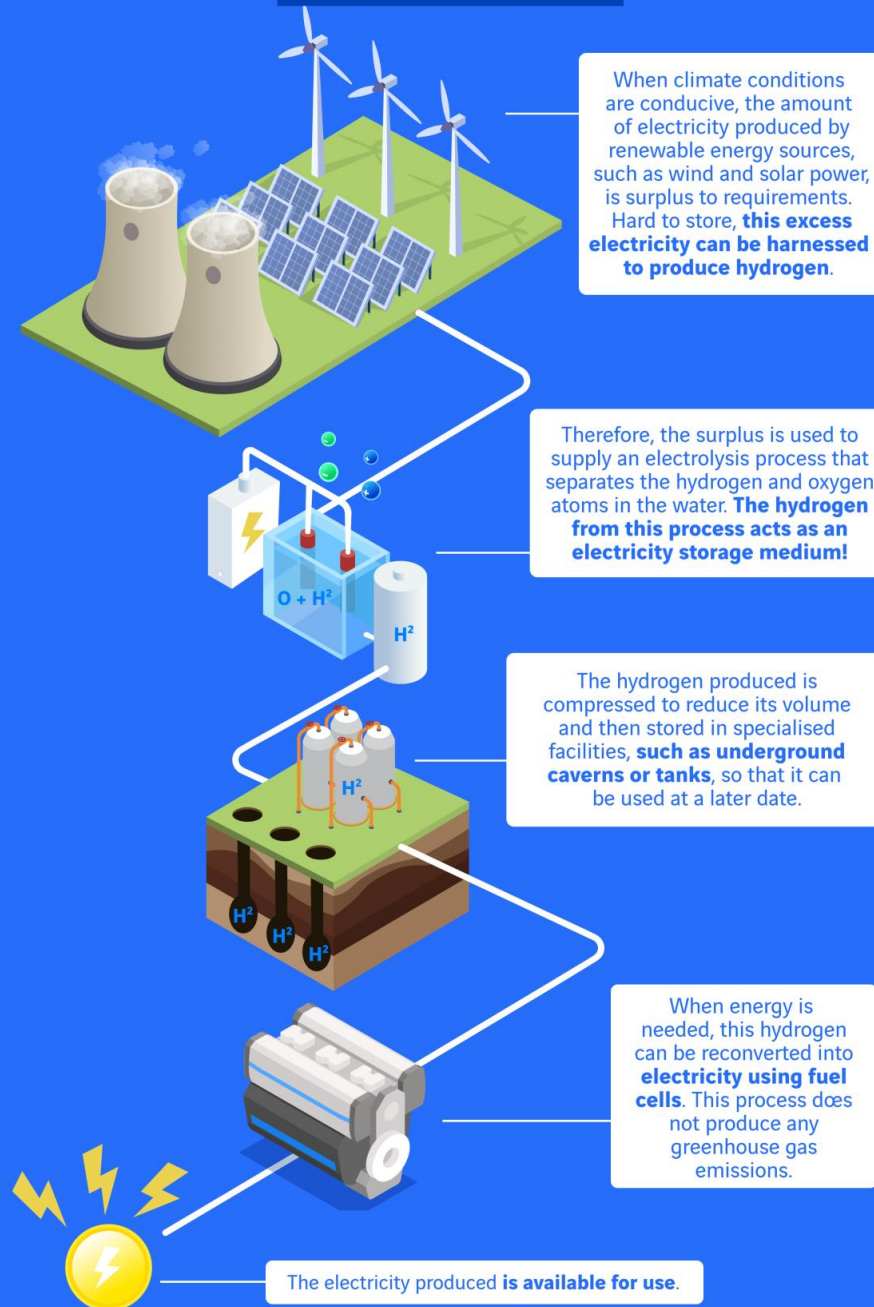 When climate conditions
are conducive, the amount
of electricity produced by
renewable energy sources,
such as wind and solar power,
is surplus to requirements.
Hard to store, this excess
electricity can be harnessed
to produce hydrogen.
Therefore, the surplus is used to
supply an electrolysis process that
separates the hydrogen and oxygen
atoms in the water. The hydrogen
from this process acts as an
electricity storage medium!
O + H²
H²
The hydrogen produced is
compressed to reduce its volume
and then stored in specialised
facilities, such as underground
caverns or tanks, so that it can
be used at a later date.
H²
H²
H²
H²
When energy is
needed, this hydrogen
can be reconverted into
electricity using fuel
cells. This process dœs
not produce any
greenhouse gas
emissions.
The electricity produced is available for use.